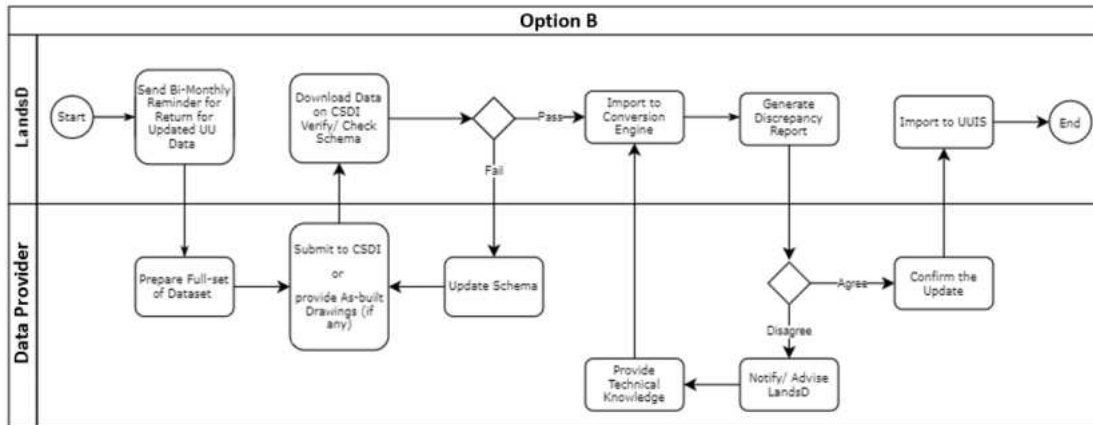 Option B
LandsD
Start
Send Bi-Monthly
Reminder for
Return for
Updated UU
Data
Download Data
on CSDI
Verify/ Check
Schema
Pass
Fail
Import to
Conversion
Engine
Generate
Discrepancy
Report
Import to UUIS
End
Data Provider
Prepare Full-set
of Dataset
Submit to CSDI
or
provide As-built
Drawings (if
any)
Update Schema
Agree
Disagree
Confirm the
Update
Provide
Technical
Knowledge
Notify/ Advise
LandsD